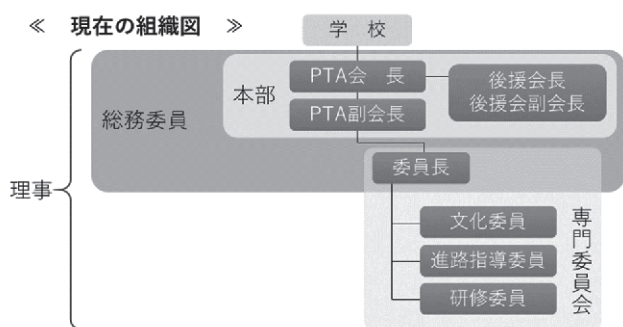 ≪ 現在の組織図 ≫
学 校
本部
PTA会 長
後援会長
後援会副会長
PTA副会長
総務委員
委員長
理事
文化委員
進路指導委員
研修委員
専門委員会